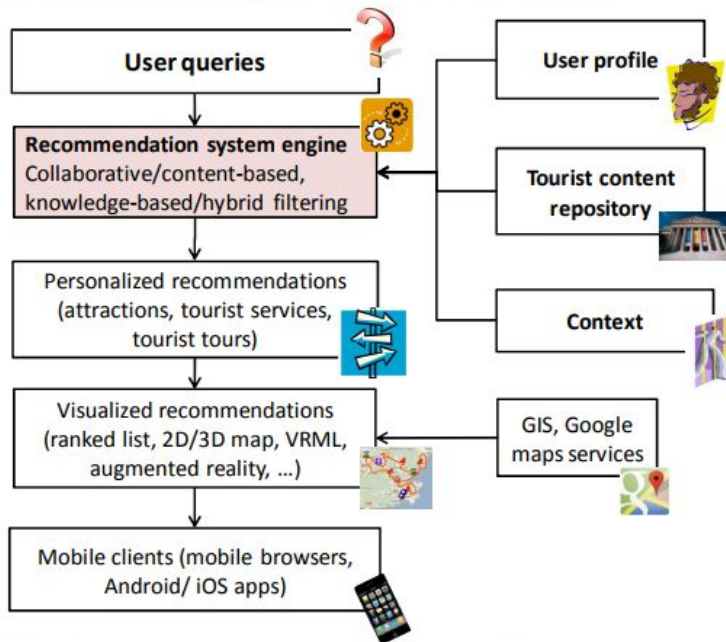 User queries
Recommendation system engine
Collaborative/content-based,
knowledge-based/hybrid filtering
Personalized recommendations
(attractions, tourist services,
tourist tours)
Visualized recommendations
(ranked list, 2D/3D map, VRML,
augmented reality, ...)
Mobile clients (mobile browsers,
Android/ iOS apps)
User profile
Tourist content
repository
Context
GIS, Google
maps services